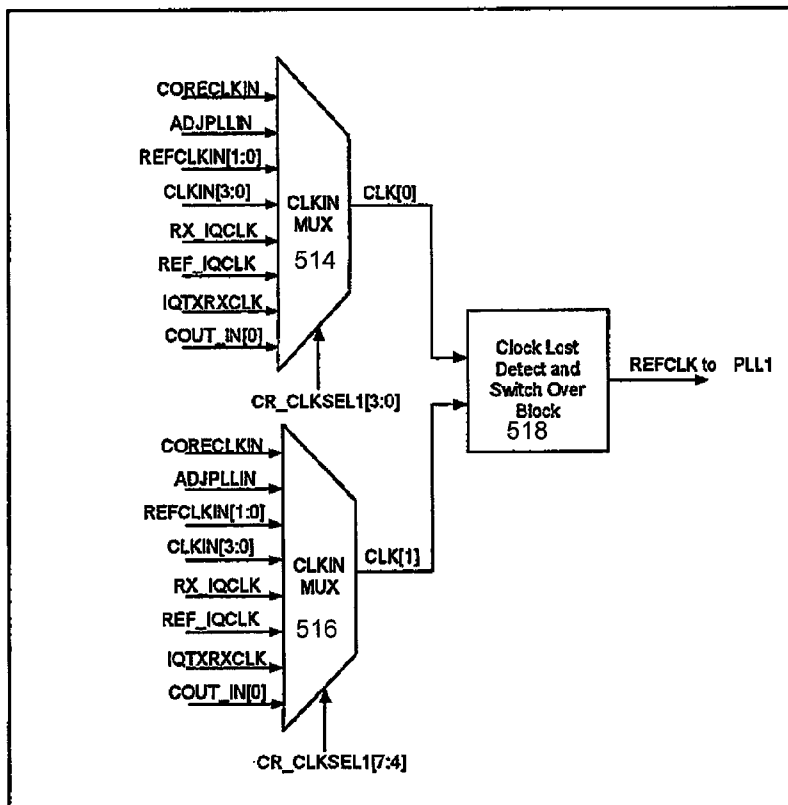 CORECLKIN
ADJPLLIN
REFCLKIN[1:0]
CLKIN[3:0]
RX_IQCLK
REF_IQCLK
IQTXRXCLK
COUT_IN[0]
CLKIN
MUX
514
CLK[0]
CR_CLKSEL1[3:0]
Clock Lost
Detect and
Switch Over
Block
518
REFCLK to PLL1
CORECLKIN
ADJPLLIN
REFCLKIN[1:0]
CLKIN[3:0]
RX_IQCLK
REF_IQCLK
IQTXRXCLK
COUT_IN[0]
CLKIN
MUX
516
CLK[1]
CR_CLKSEL1[7:4]